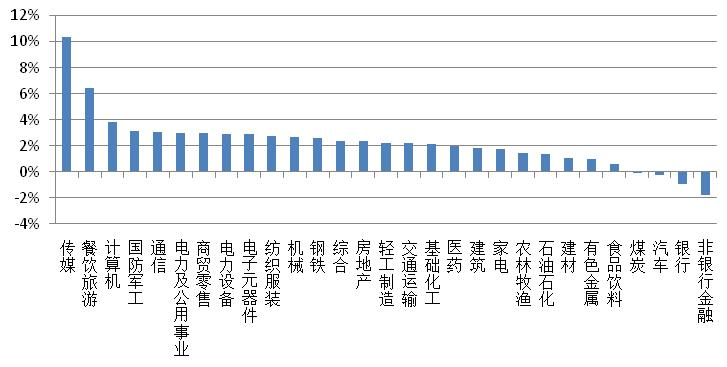 12%
10%
8%
6%
4%
2%
0%
-2%
-4%
传媒
餐饮旅游
计算机
国防军工
通信
电力及公用事业
商贸零售
电力设备
电子元器件
纺织服装
机械
钢铁
综合
房地产
轻工制造
交通运输
基础化工
医药
建筑
家电
农林牧渔
石油石化
建材
有色金属
食品饮料
煤炭
汽车
银行
非银行金融